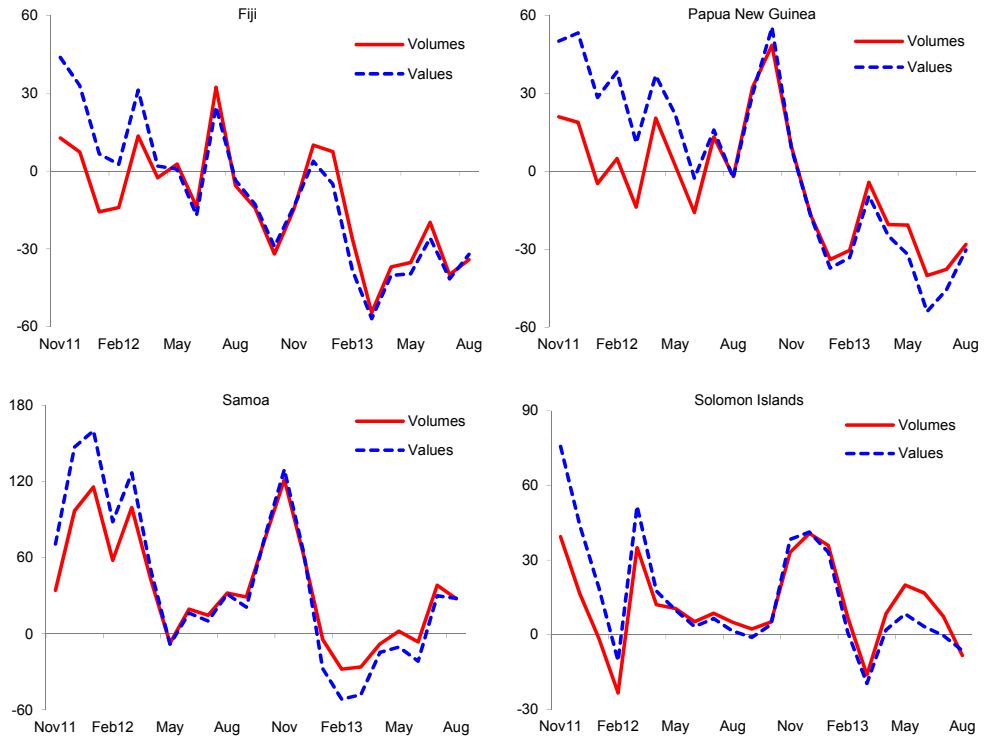 Fiji
60
30
0
-30
-60
Volumes
Values
Nov11 Feb12 May Aug Nov Feb13 May Aug
Papua New Guinea
60
30
0
-30
-60
Volumes
Values
Nov11 Feb12 May Aug Nov Feb13 May Aug
Samoa
180
120
60
0
-60
Volumes
Values
Nov11 Feb12 May Aug Nov Feb13 May Aug
Solomon Islands
90
60
30
0
-30
Volumes
Values
Nov11 Feb12 May Aug Nov Feb13 May Aug